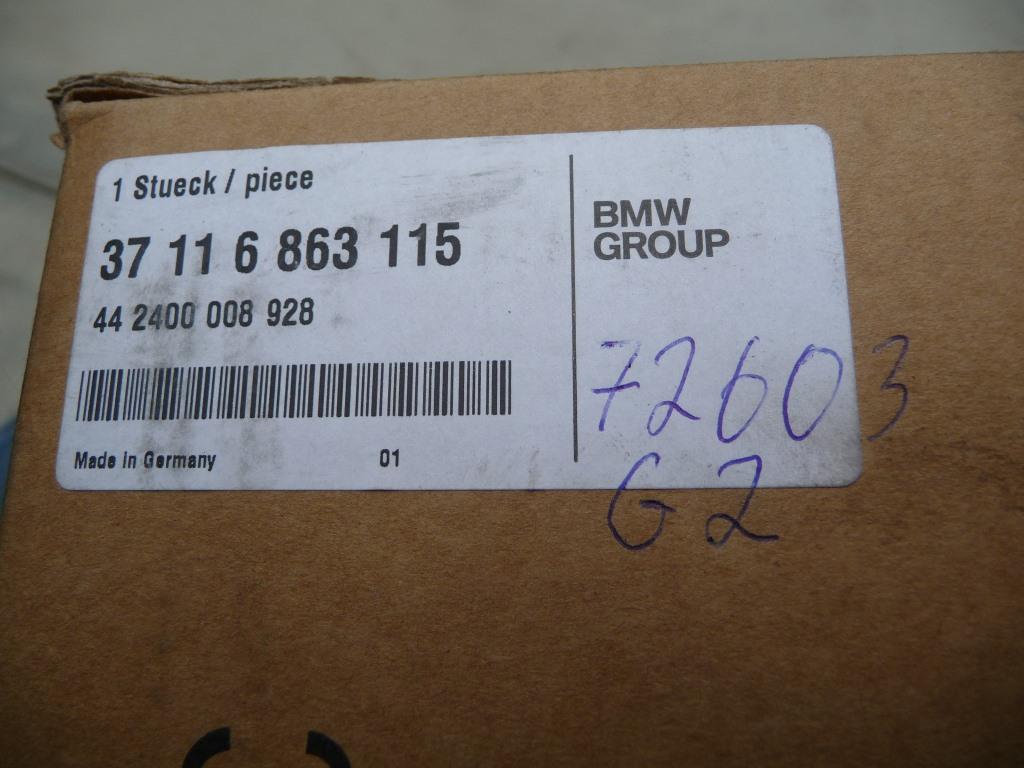 1 Stueck / piece
37 11 6 863 115
44 2400 008 928
Made in Germany 01
BMW
GROUP
72603
G2